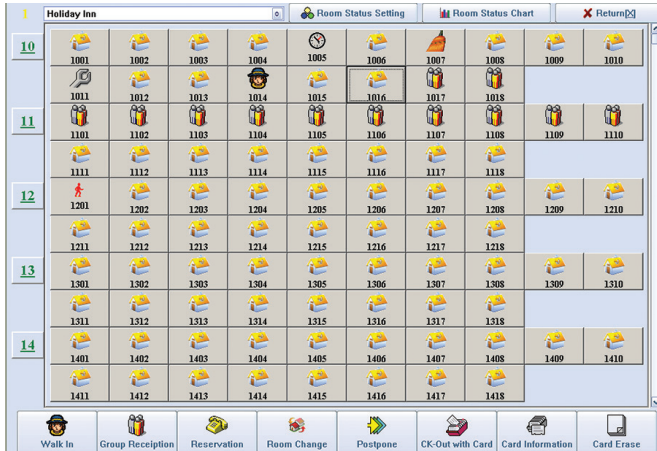 Holiday Inn Room Status Setting Room Status Chart Return[X]
10 1001 1002 1003 1004 1005 1006 1007 1008 1009 1010
1011 1012 1013 1014 1015 1016 1017 1018
11 1101 1102 1103 1104 1105 1106 1107 1108 1109 1110
1111 1112 1113 1114 1115 1116 1117 1118
12 1201 1202 1203 1204 1205 1206 1207 1208 1209 1210
1211 1212 1213 1214 1215 1216 1217 1218
13 1301 1302 1303 1304 1305 1306 1307 1308 1309 1310
1311 1312 1313 1314 1315 1316 1317 1318
14 1401 1402 1403 1404 1405 1406 1407 1408 1409 1410
1411 1412 1413 1414 1415 1416 1417 1418
Walk In Group Receiption Reservation Room Change Postpone CK-Out with Card Card Information Card Erase